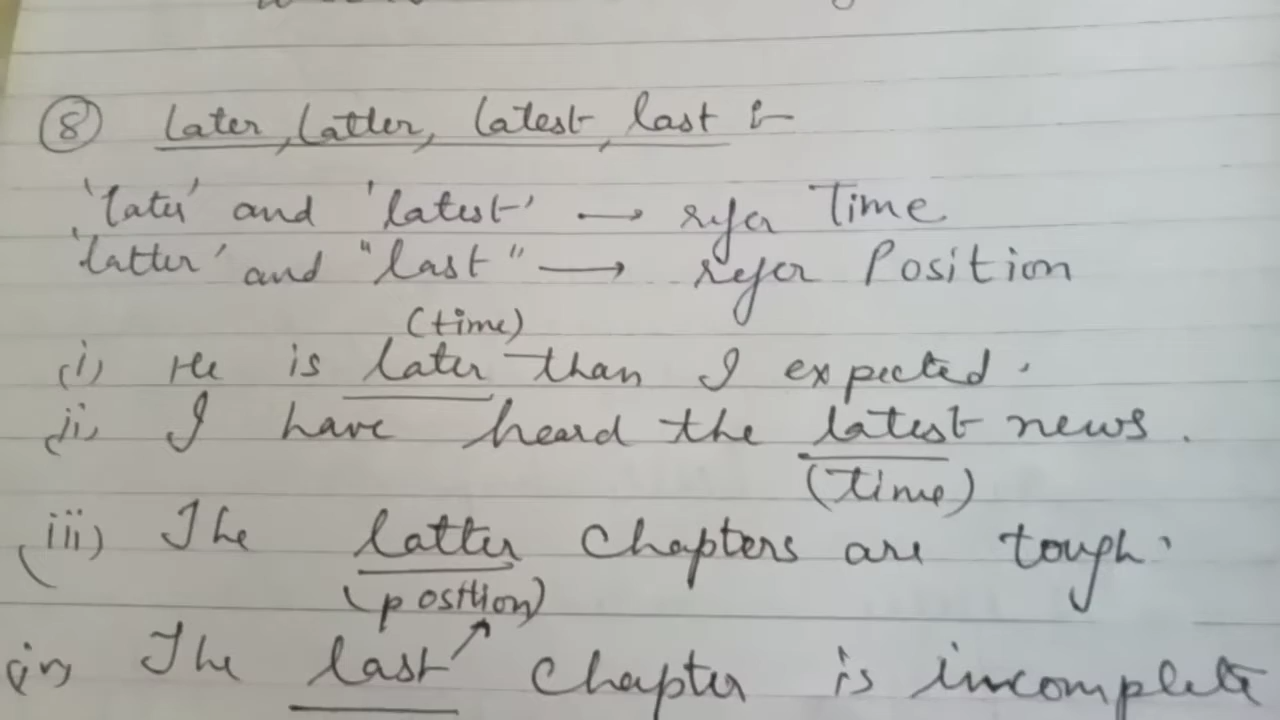 ⑧ Later, Latter, Latest, last :-
'later' and 'latest' → refer Time
'latter' and "last" → refer Position
(time)
(i) He is later than I expected.
(ii) I have heard the latest news.
(time)
(iii) The latter chapters are tough.
(position)
(iv) The last chapter is incomplete